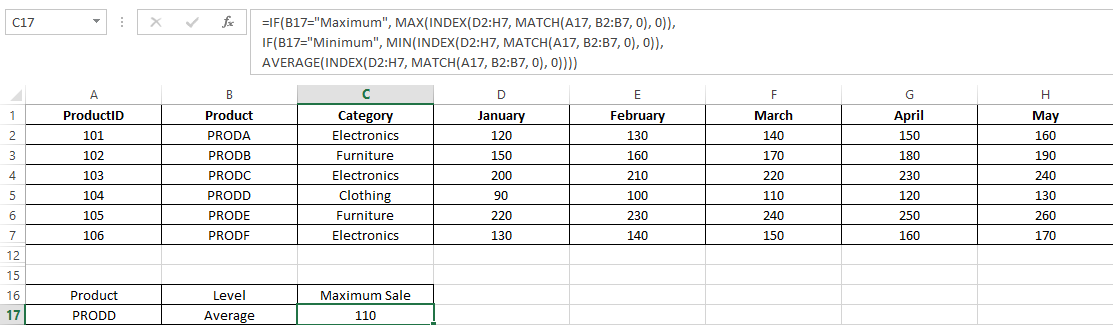 C17 fx =IF(B17="Maximum", MAX(INDEX(D2:H7, MATCH(A17, B2:B7, 0), 0)),
IF(B17="Minimum", MIN(INDEX(D2:H7, MATCH(A17, B2:B7, 0), 0)),
AVERAGE(INDEX(D2:H7, MATCH(A17, B2:B7, 0), 0))))
A B C D E F G H
1 ProductID Product Category January February March April May
2 101 PRODA Electronics 120 130 140 150 160
3 102 PRODB Furniture 150 160 170 180 190
4 103 PRODC Electronics 200 210 220 230 240
5 104 PRODD Clothing 90 100 110 120 130
6 105 PRODE Furniture 220 230 240 250 260
7 106 PRODF Electronics 130 140 150 160 170
12
15
16 Product Level Maximum Sale
17 PRODD Average 110